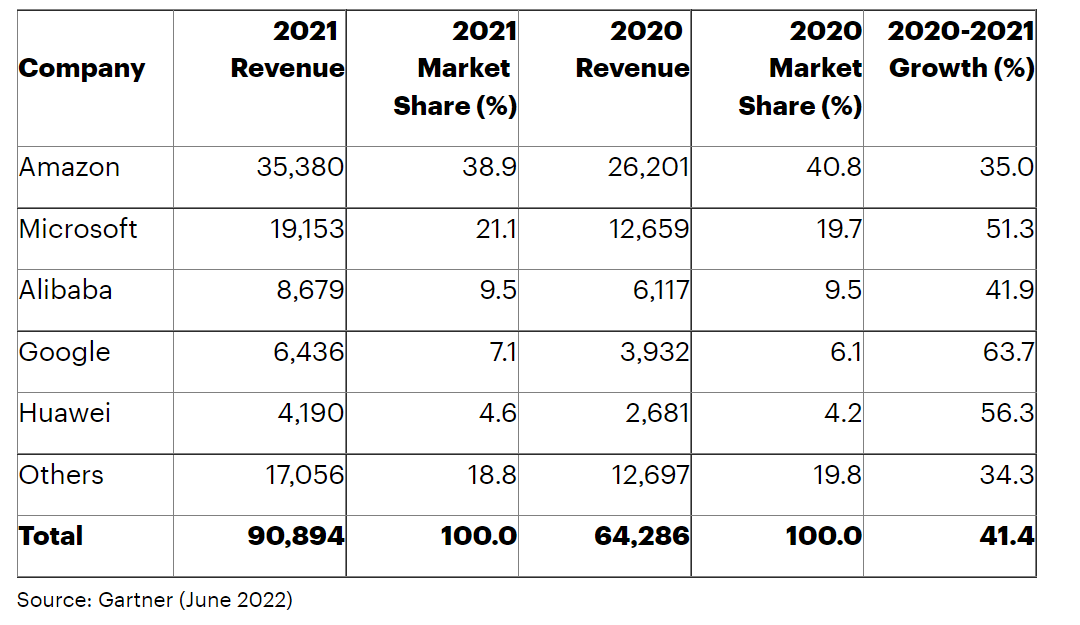 Company 2021 Revenue 2021 Market Share (%) 2020 Revenue 2020 Market Share (%) 2020-2021 Growth (%)
Amazon 35,380 38.9 26,201 40.8 35.0
Microsoft 19,153 21.1 12,659 19.7 51.3
Alibaba 8,679 9.5 6,117 9.5 41.9
Google 6,436 7.1 3,932 6.1 63.7
Huawei 4,190 4.6 2,681 4.2 56.3
Others 17,056 18.8 12,697 19.8 34.3
Total 90,894 100.0 64,286 100.0 41.4
Source: Gartner (June 2022)